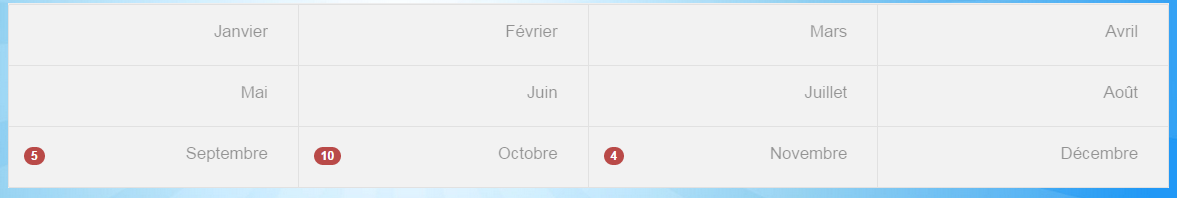 Janvier Février Mars Avril
Mai Juin Juillet Août
5 Septembre 10 Octobre 4 Novembre Décembre